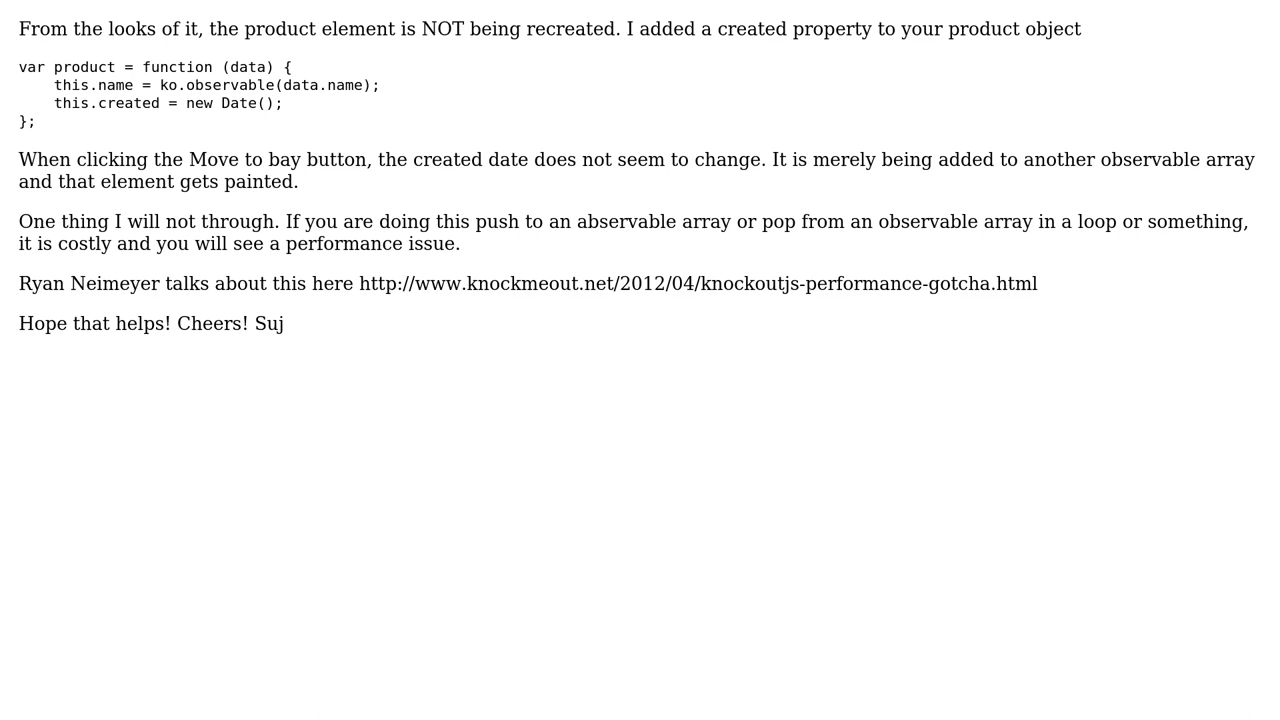 From the looks of it, the product element is NOT being recreated. I added a created property to your product object
var product = function (data) {
    this.name = ko.observable(data.name);
    this.created = new Date();
};
When clicking the Move to bay button, the created date does not seem to change. It is merely being added to another observable array
and that element gets painted.
One thing I will not through. If you are doing this push to an abservable array or pop from an observable array in a loop or something,
it is costly and you will see a performance issue.
Ryan Neimeyer talks about this here http://www.knockmeout.net/2012/04/knockoutjs-performance-gotcha.html
Hope that helps! Cheers! Suj